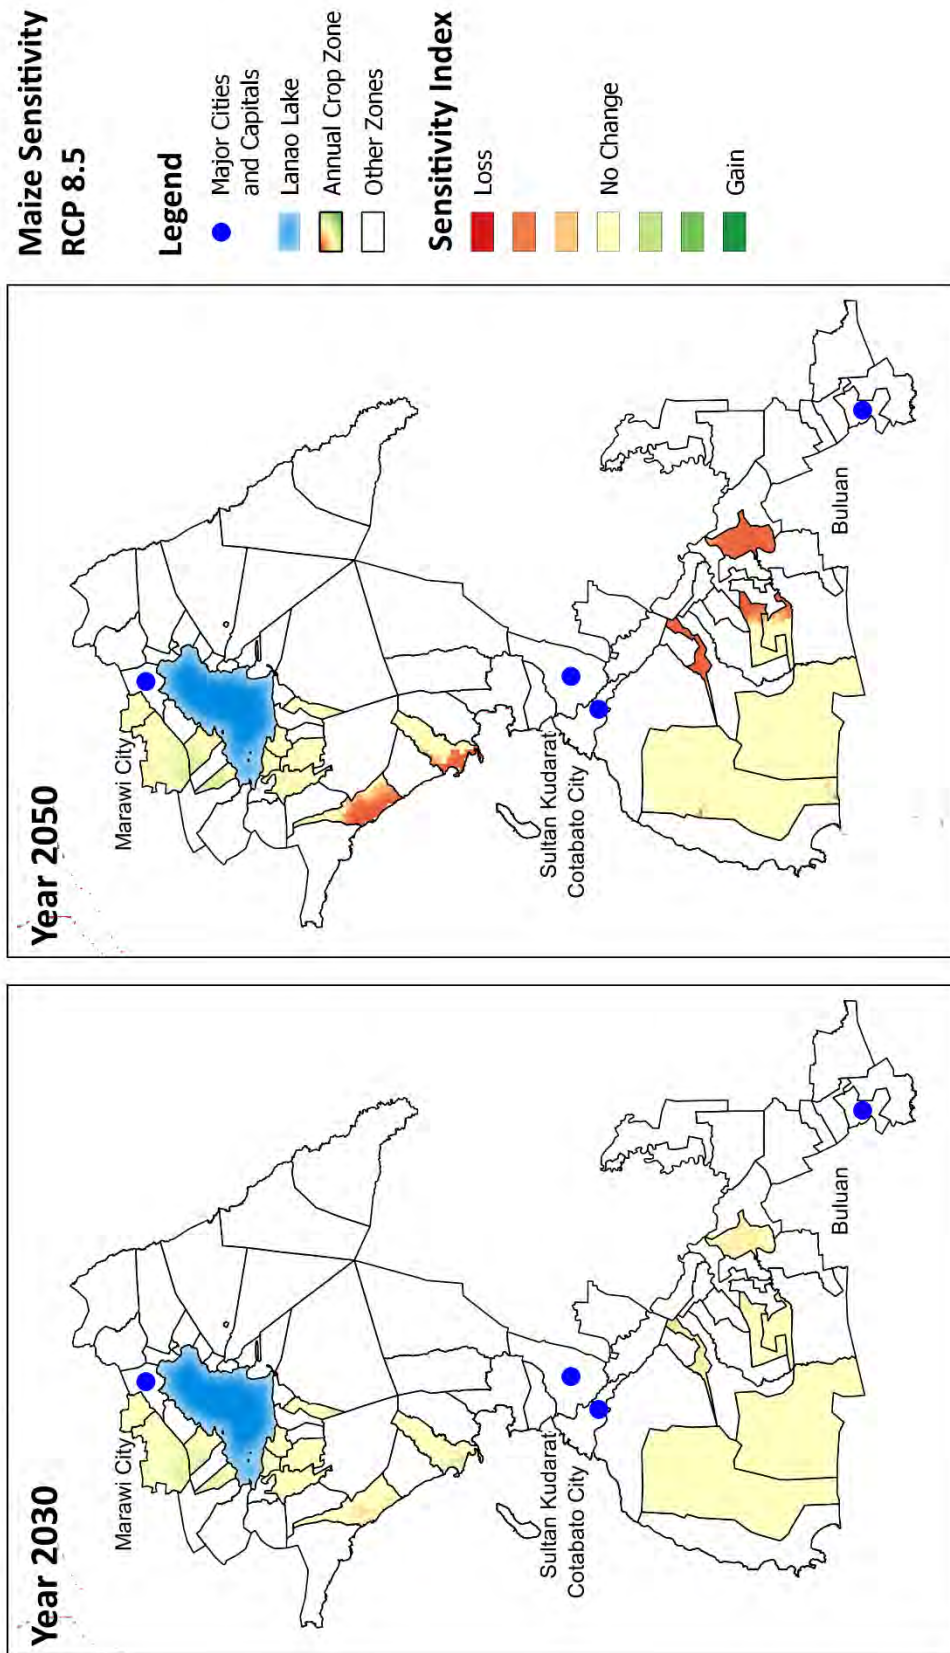 Year 2030
Marawi City
Sultan Kudarat
Cotabato City
Buluan
Year 2050
Marawi City
Sultan Kudarat
Cotabato City
Buluan
Maize Sensitivity
RCP 8.5
Legend
Major Cities
and Capitals
Lanao Lake
Annual Crop Zone
Other Zones
Sensitivity Index
Loss
No Change
Gain